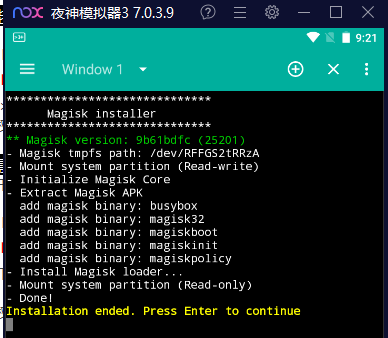 nox 夜神模拟器3 7.0.3.9
9:21
Window 1
******************************
Magisk installer
******************************
** Magisk version: 9b61bdfc (25201)
- Magisk tmpfs path: /dev/RFFGS2tRRzA
- Mount system partition (Read-write)
- Initialize Magisk Core
- Extract Magisk APK
add magisk binary: busybox
add magisk binary: magisk32
add magisk binary: magiskboot
add magisk binary: magiskinit
add magisk binary: magiskpolicy
- Install Magisk loader...
- Mount system partition (Read-only)
- Done!
Installation ended. Press Enter to continue